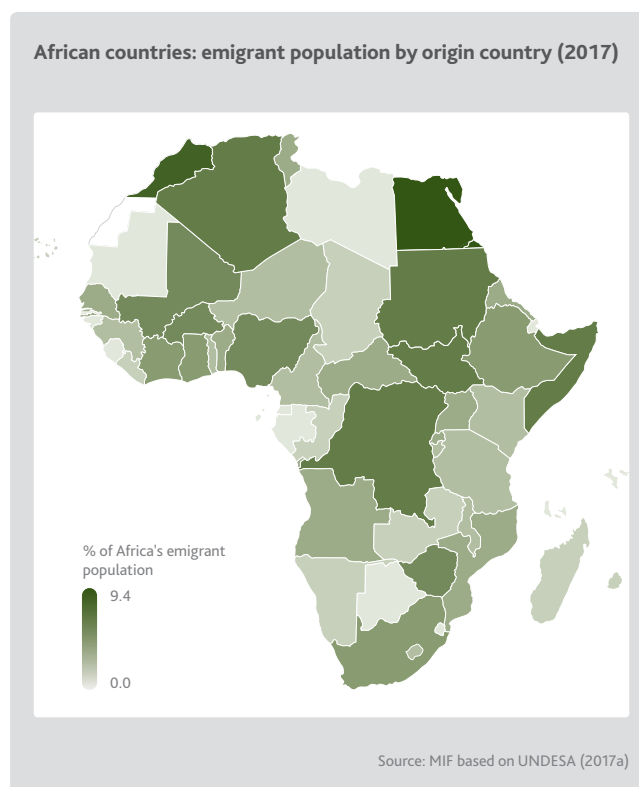 African countries: emigrant population by origin country (2017)
% of Africa's emigrant
population
9.4
0.0
Source: MIF based on UNDESA (2017a)